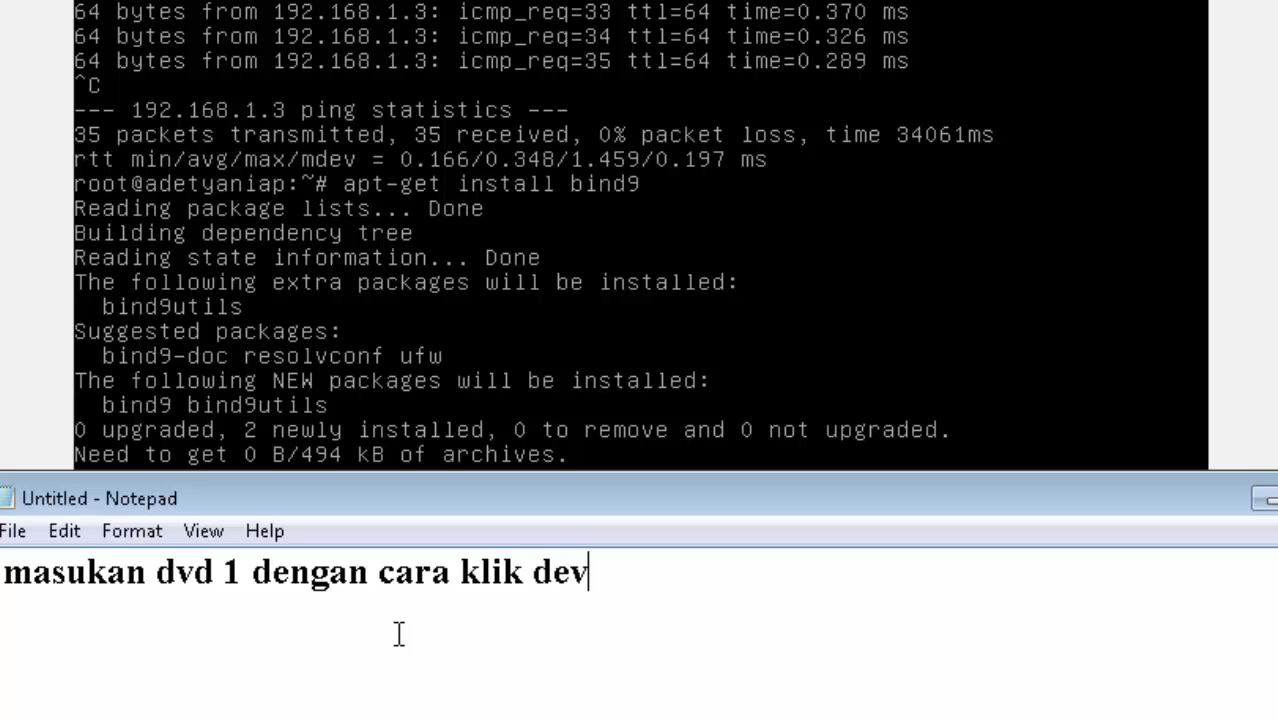 64 bytes from 192.168.1.3: icmp_req=33 ttl=64 time=0.370 ms
64 bytes from 192.168.1.3: icmp_req=34 ttl=64 time=0.326 ms
64 bytes from 192.168.1.3: icmp_req=35 ttl=64 time=0.289 ms
^C
--- 192.168.1.3 ping statistics ---
35 packets transmitted, 35 received, 0% packet loss, time 34061ms
rtt min/avg/max/mdev = 0.166/0.348/1.459/0.197 ms
root@adetyaniap:~# apt-get install bind9
Reading package lists... Done
Building dependency tree
Reading state information... Done
The following extra packages will be installed:
  bind9utils
Suggested packages:
  bind9-doc resolvconf ufw
The following NEW packages will be installed:
  bind9 bind9utils
0 upgraded, 2 newly installed, 0 to remove and 0 not upgraded.
Need to get 0 B/494 kB of archives.
Untitled - Notepad
File Edit Format View Help
masukan dvd 1 dengan cara klik dev